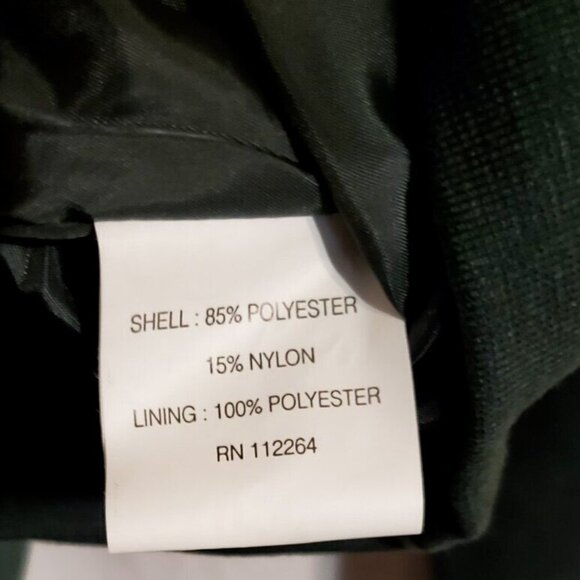 SHELL : 85% POLYESTER
15% NYLON
LINING : 100% POLYESTER
RN 112264